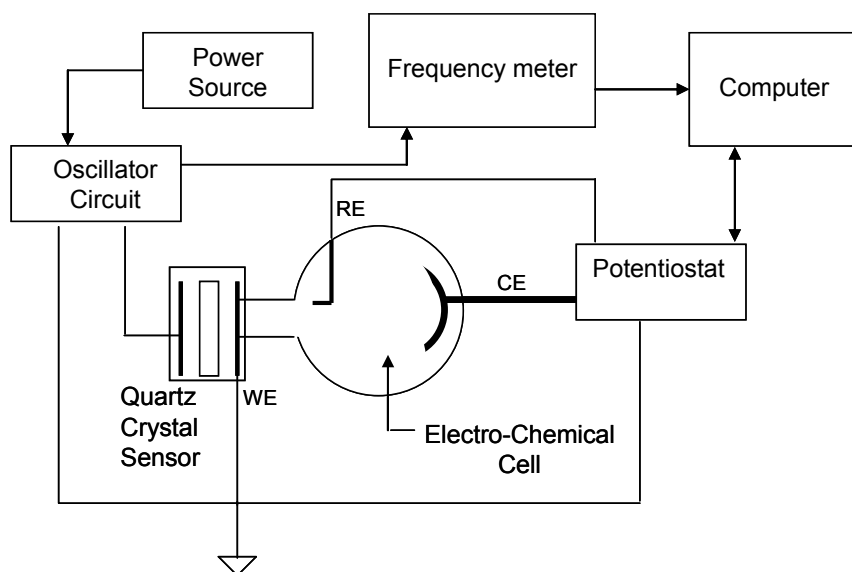 Power
Source
Frequency meter
Computer
Oscillator
Circuit
RE
Potentiostat
CE
Quartz
Crystal
Sensor
WE
Electro-Chemical
Cell